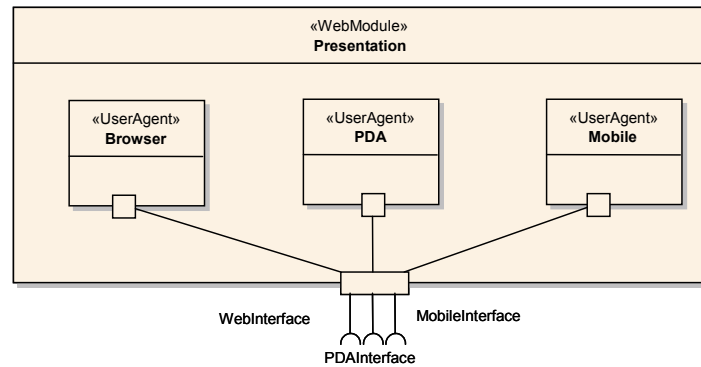 «WebModule»
Presentation
«UserAgent»
Browser
«UserAgent»
PDA
«UserAgent»
Mobile
WebInterface
MobileInterface
PDAInterface